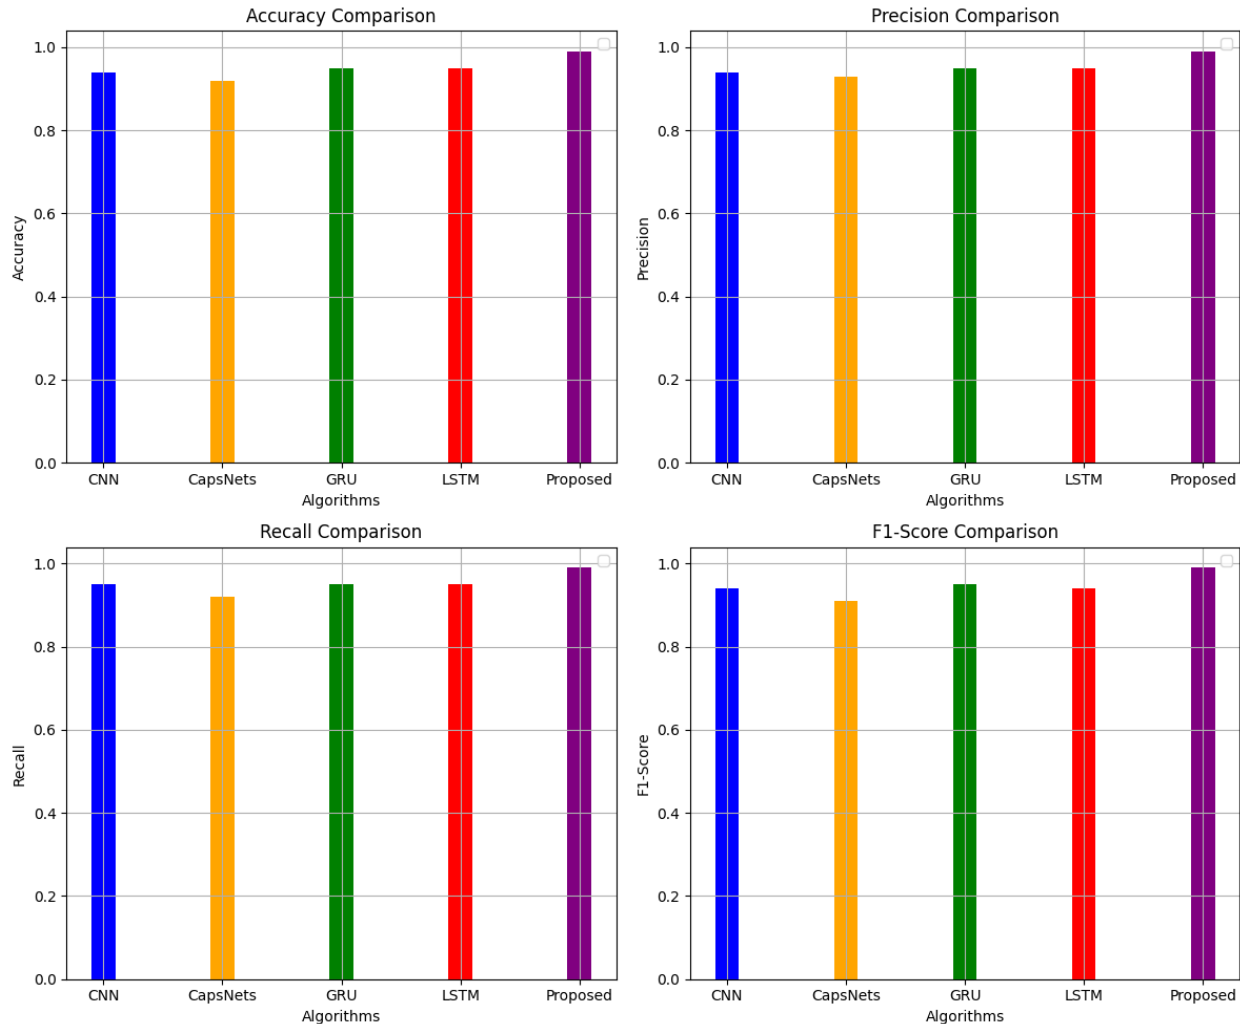 Accuracy Comparison
1.0
0.8
0.6
0.4
0.2
0.0
Accuracy
CNN CapsNets GRU LSTM Proposed
Algorithms
Precision Comparison
1.0
0.8
0.6
0.4
0.2
0.0
Precision
CNN CapsNets GRU LSTM Proposed
Algorithms
Recall Comparison
1.0
0.8
0.6
0.4
0.2
0.0
Recall
CNN CapsNets GRU LSTM Proposed
Algorithms
F1-Score Comparison
1.0
0.8
0.6
0.4
0.2
0.0
F1-Score
CNN CapsNets GRU LSTM Proposed
Algorithms